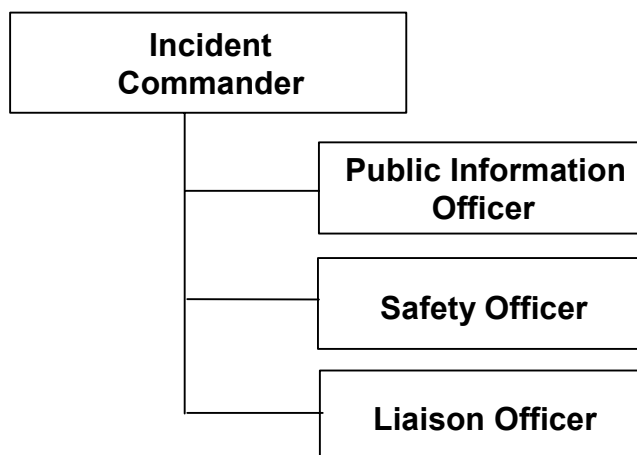 Incident
Commander
Public Information
Officer
Safety Officer
Liaison Officer